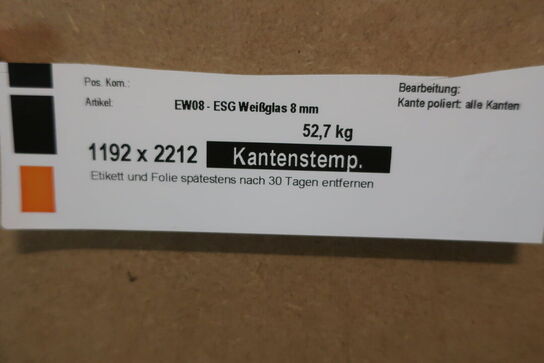 Pos. Kom.:
Artikel: EW08 - ESG Weißglas 8 mm
Bearbeitung:
Kante poliert: alle Kanten
52,7 kg
1192 x 2212 Kantenstemp.
Etikett und Folie spätestens nach 30 Tagen entfernen